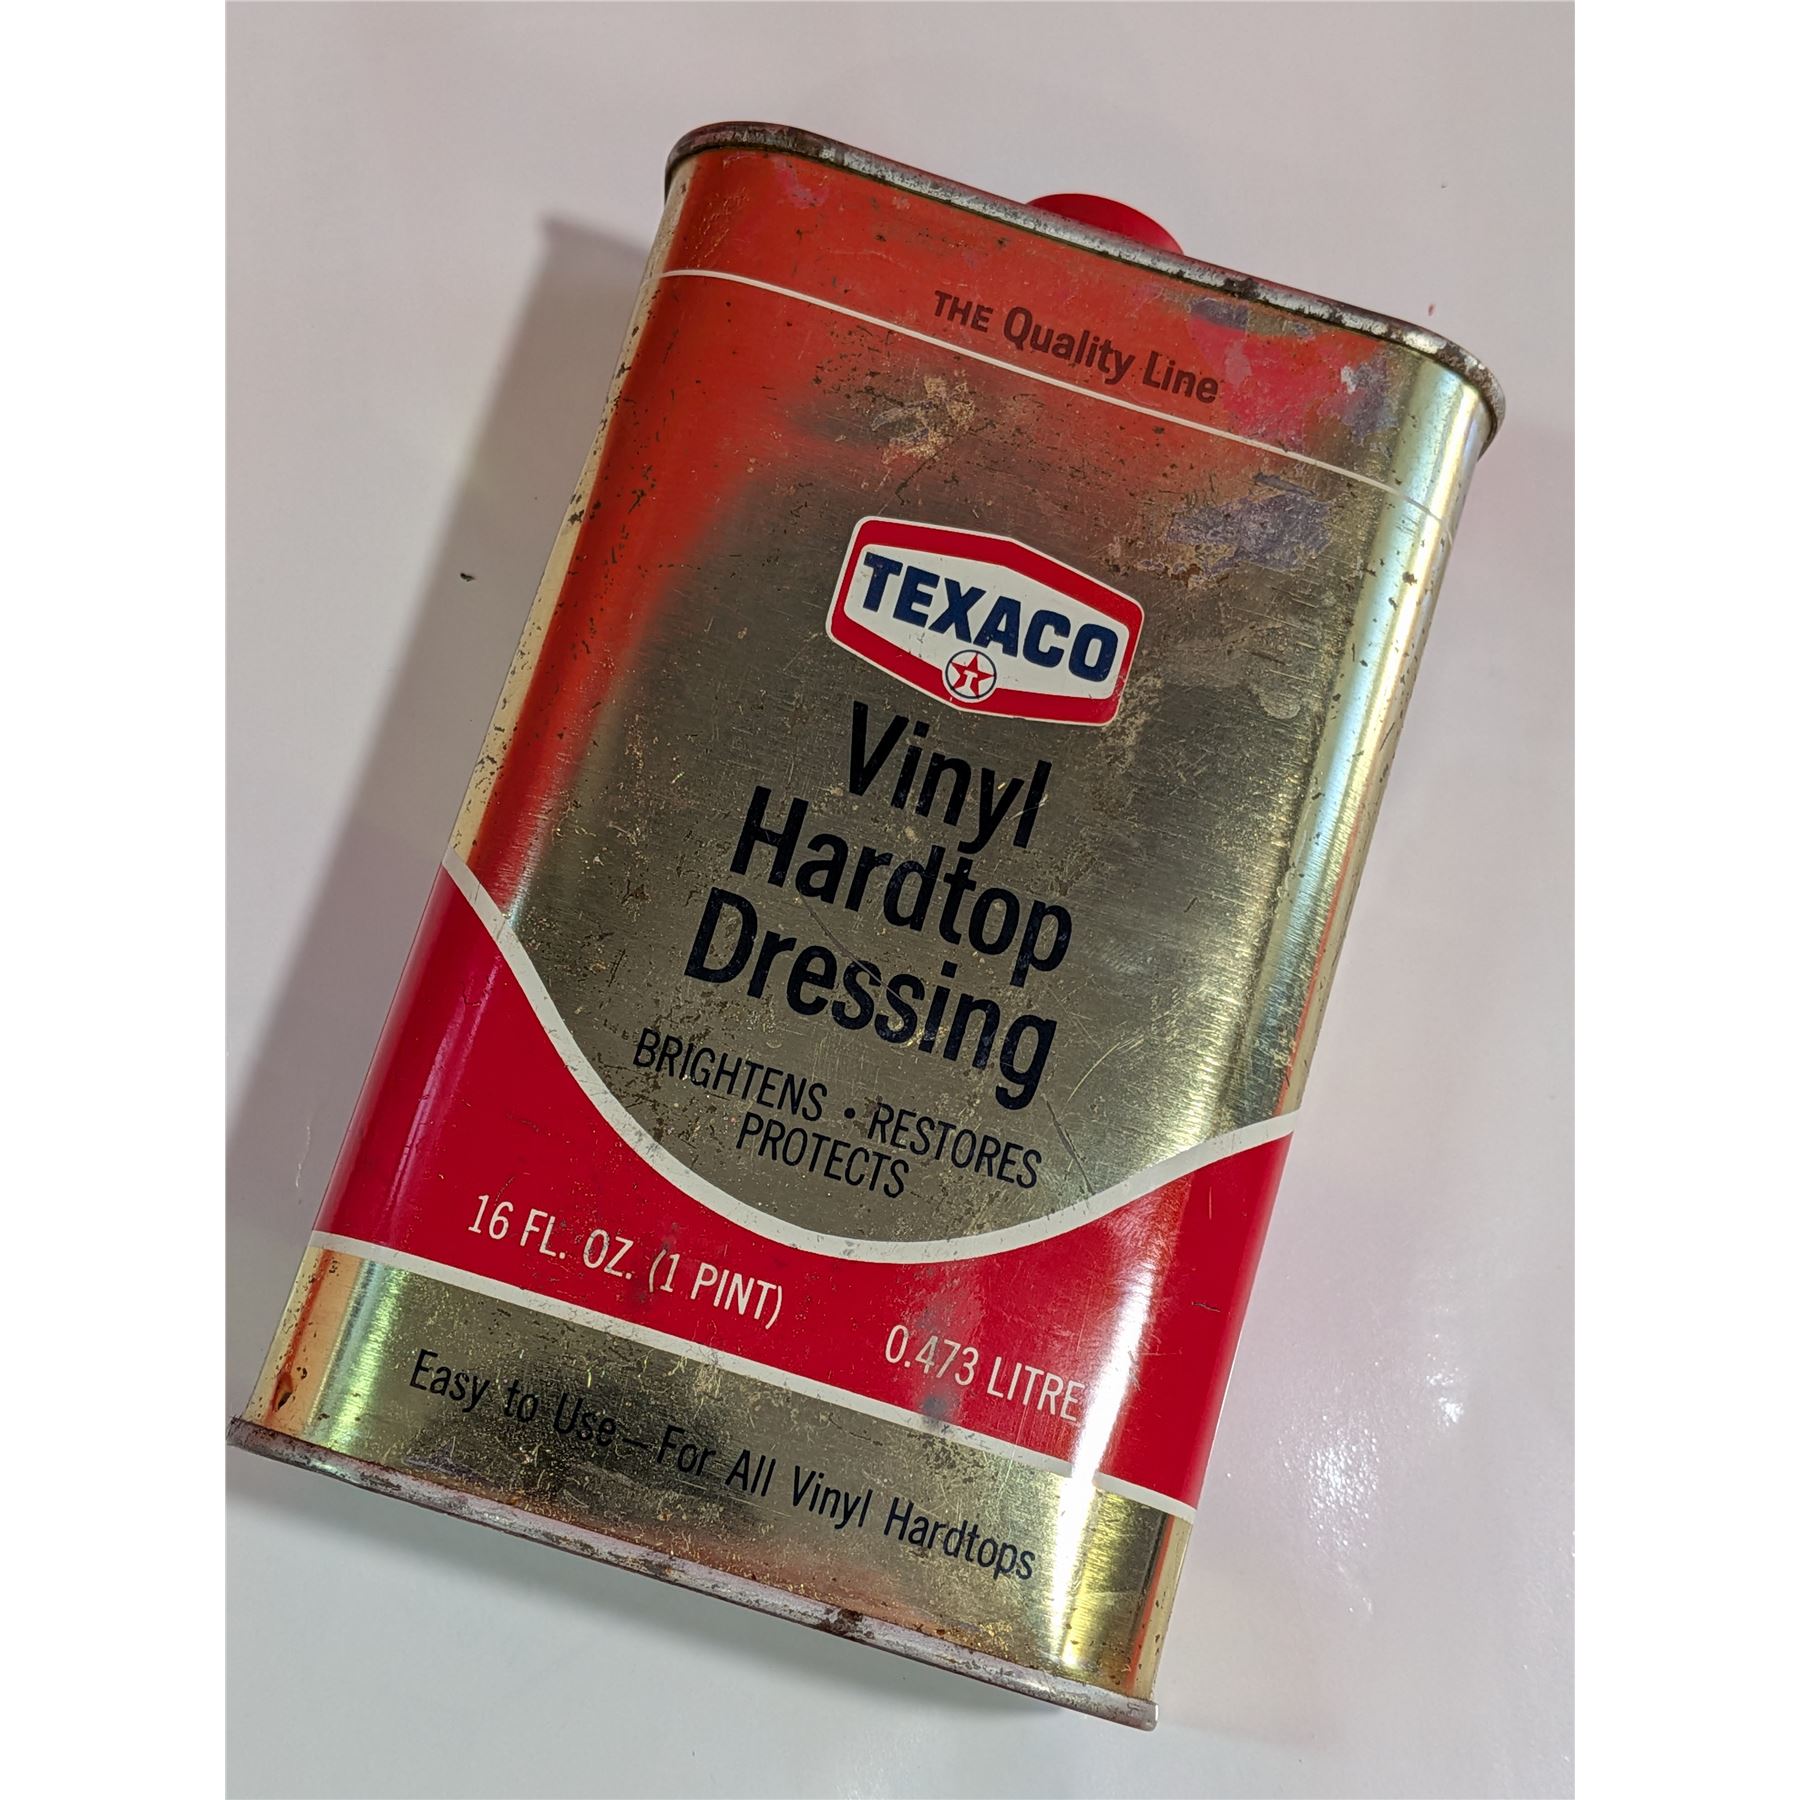 THE Quality Line
TEXACO
T
Vinyl
Hardtop
Dressing
BRIGHTENS • RESTORES
PROTECTS
16 FL. OZ. (1 PINT)
0.473 LITRE
Easy to Use — For All Vinyl Hardtops